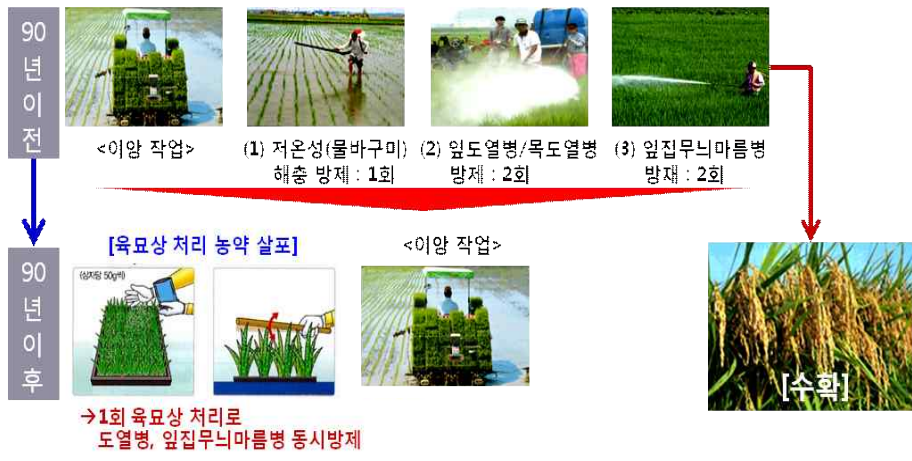 90
년
이
전
<이앙 작업>
(1) 저온성(물바구미)
해충 방제 : 1회
(2) 잎도열병/목도열병
방제 : 2회
(3) 잎집무늬마름병
방재 : 2회
90
년
이
후
[육묘상 처리 농약 살포]
(상자당 50g씩)
<이앙 작업>
[수확]
→1회 육묘상 처리로
도열병, 잎집무늬마름병 동시방제